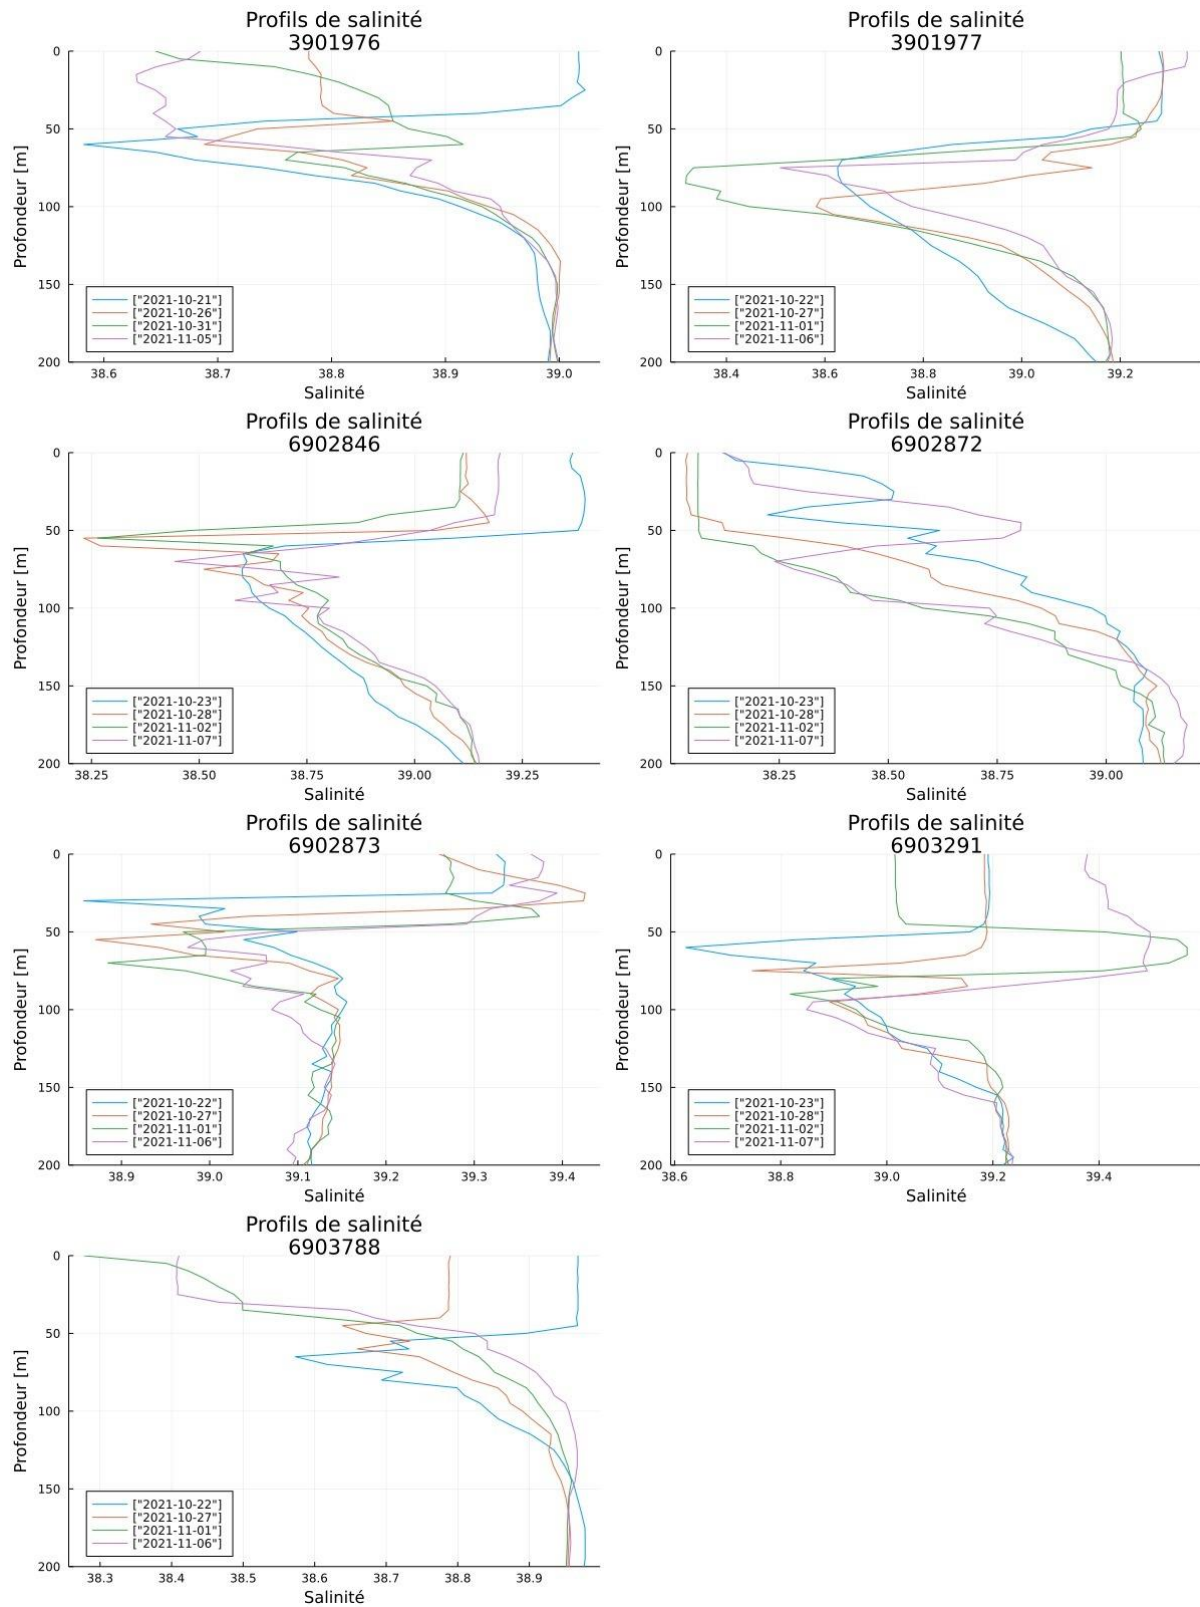 Profils de salinité
3901976
0
50
100
150
200
Profondeur [m]
["2021-10-21"]
["2021-10-26"]
["2021-10-31"]
["2021-11-05"]
38.6 38.7 38.8 38.9 39.0
Salinité
Profils de salinité
3901977
0
50
100
150
200
Profondeur [m]
["2021-10-22"]
["2021-10-27"]
["2021-11-01"]
["2021-11-06"]
38.4 38.6 38.8 39.0 39.2
Salinité
Profils de salinité
6902846
0
50
100
150
200
Profondeur [m]
["2021-10-23"]
["2021-10-28"]
["2021-11-02"]
["2021-11-07"]
38.25 38.50 38.75 39.00 39.25
Salinité
Profils de salinité
6902872
0
50
100
150
200
Profondeur [m]
["2021-10-23"]
["2021-10-28"]
["2021-11-02"]
["2021-11-07"]
38.25 38.50 38.75 39.00
Salinité
Profils de salinité
6902873
0
50
100
150
200
Profondeur [m]
["2021-10-22"]
["2021-10-27"]
["2021-11-01"]
["2021-11-06"]
38.9 39.0 39.1 39.2 39.3 39.4
Salinité
Profils de salinité
6903291
0
50
100
150
200
Profondeur [m]
["2021-10-23"]
["2021-10-28"]
["2021-11-02"]
["2021-11-07"]
38.6 38.8 39.0 39.2 39.4
Salinité
Profils de salinité
6903788
0
50
100
150
200
Profondeur [m]
["2021-10-22"]
["2021-10-27"]
["2021-11-01"]
["2021-11-06"]
38.3 38.4 38.5 38.6 38.7 38.8 38.9
Salinité